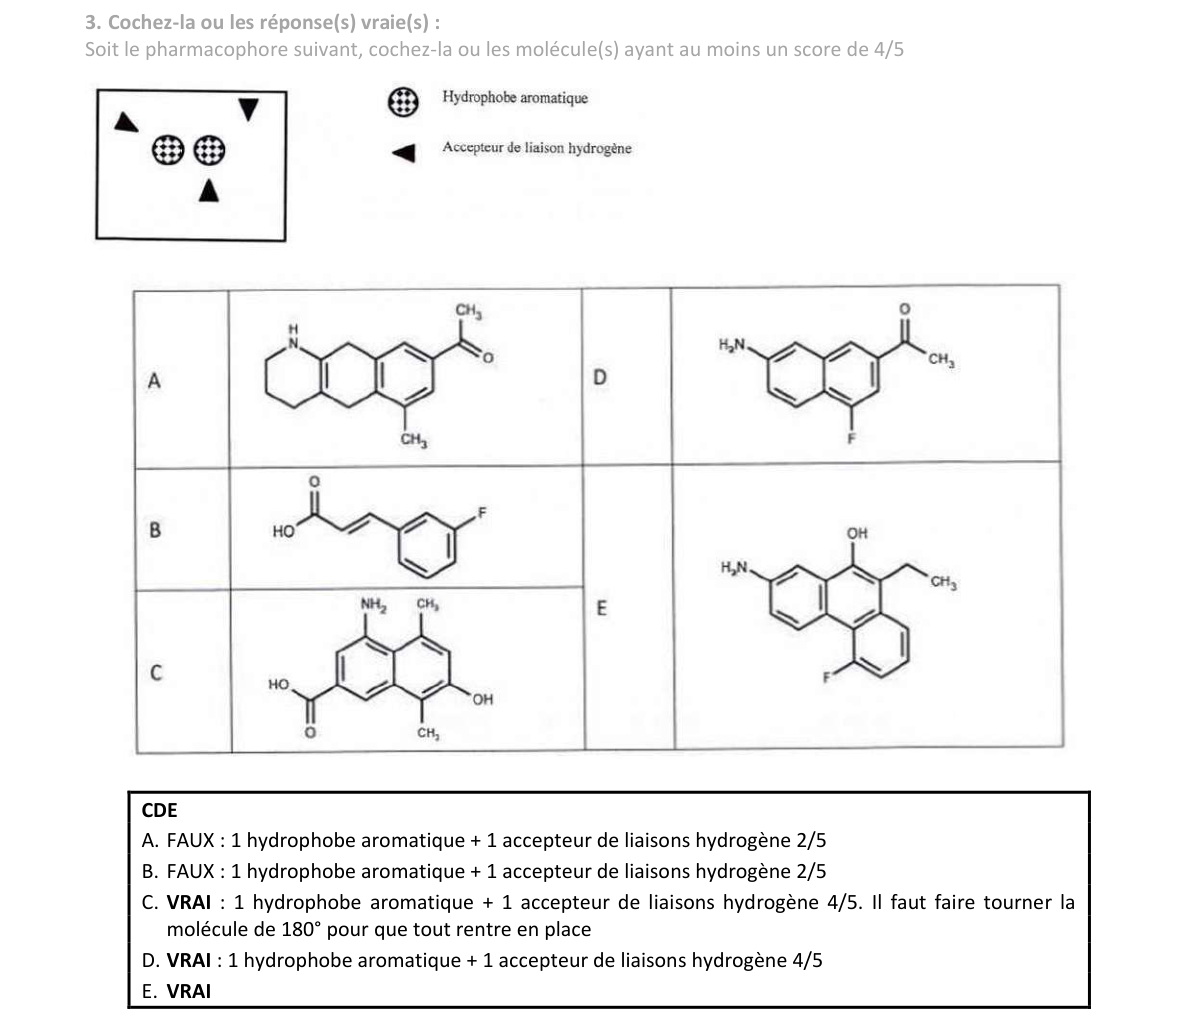 3. Cochez-la ou les réponse(s) vraie(s) :
Soit le pharmacophore suivant, cochez-la ou les molécule(s) ayant au moins un score de 4/5
Hydrophobe aromatique
Accepteur de liaison hydrogène
A
H
N
CH3
O
CH3
D
H2N
O
CH3
F
B
O
HO
F
C
NH2
CH3
HO
O
OH
CH3
E
OH
H2N
CH3
F
CDE
A. FAUX : 1 hydrophobe aromatique + 1 accepteur de liaisons hydrogène 2/5
B. FAUX : 1 hydrophobe aromatique + 1 accepteur de liaisons hydrogène 2/5
C. VRAI : 1 hydrophobe aromatique + 1 accepteur de liaisons hydrogène 4/5. Il faut faire tourner la
molécule de 180° pour que tout rentre en place
D. VRAI : 1 hydrophobe aromatique + 1 accepteur de liaisons hydrogène 4/5
E. VRAI